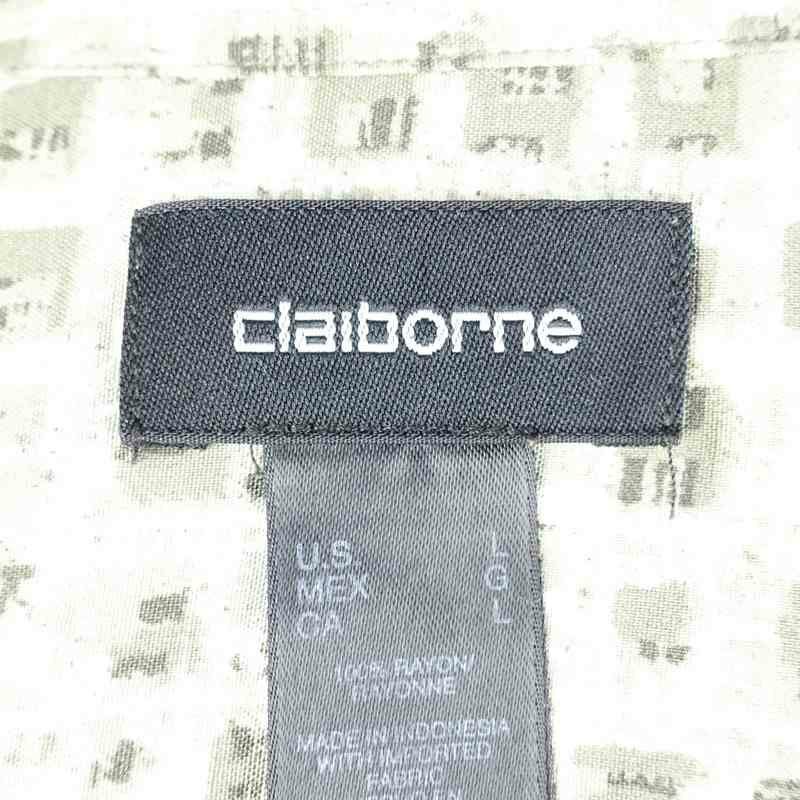 claiborne
U.S. L
MEX G
CA L
100% RAYON/
RAYONNE
MADE IN INDONESIA
WITH IMPORTED
FABRIC